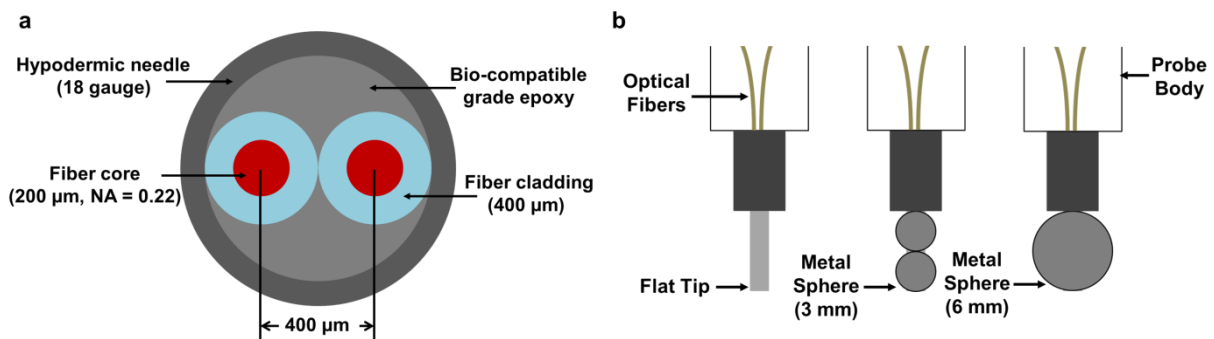 a
Hypodermic needle
(18 gauge)
Bio-compatible
grade epoxy
Fiber core
(200 µm, NA = 0.22)
Fiber cladding
(400 µm)
400 µm
b
Optical
Fibers
Probe
Body
Flat Tip
Metal
Sphere
(3 mm)
Metal
Sphere
(6 mm)